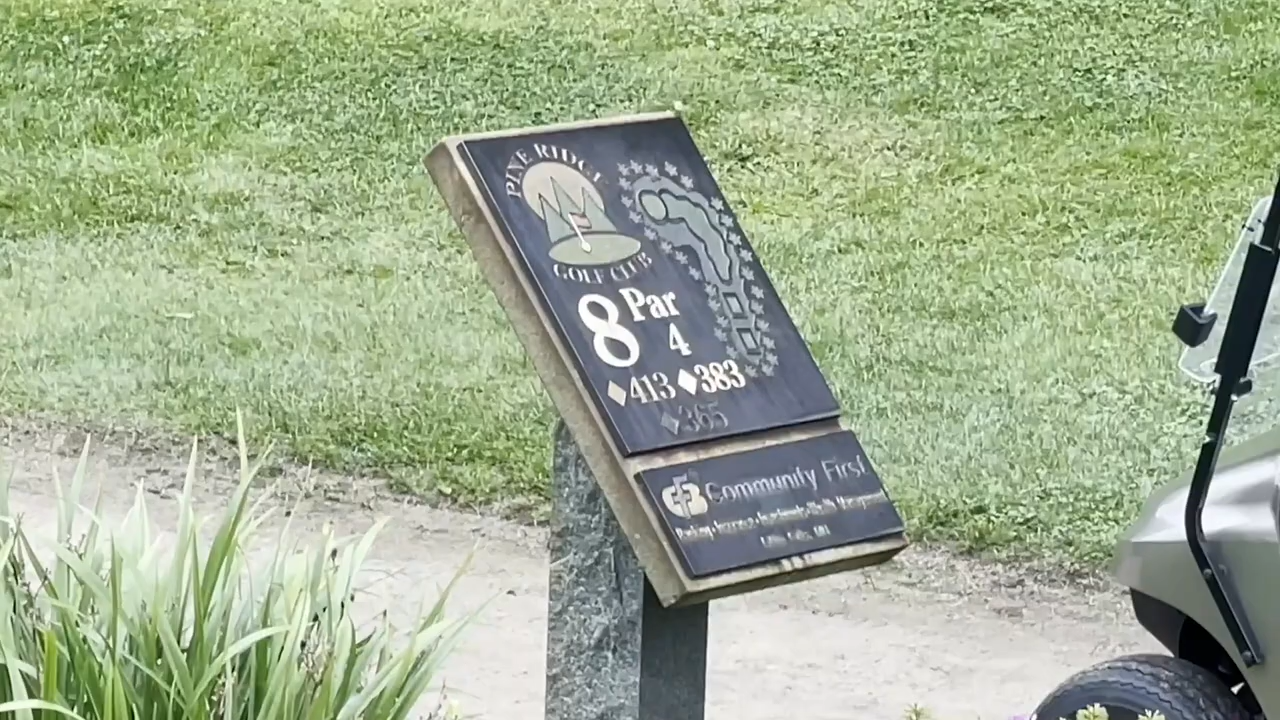 PINE RIDGE
GOLF CLUB
8 Par
4
413 383
365
Community First